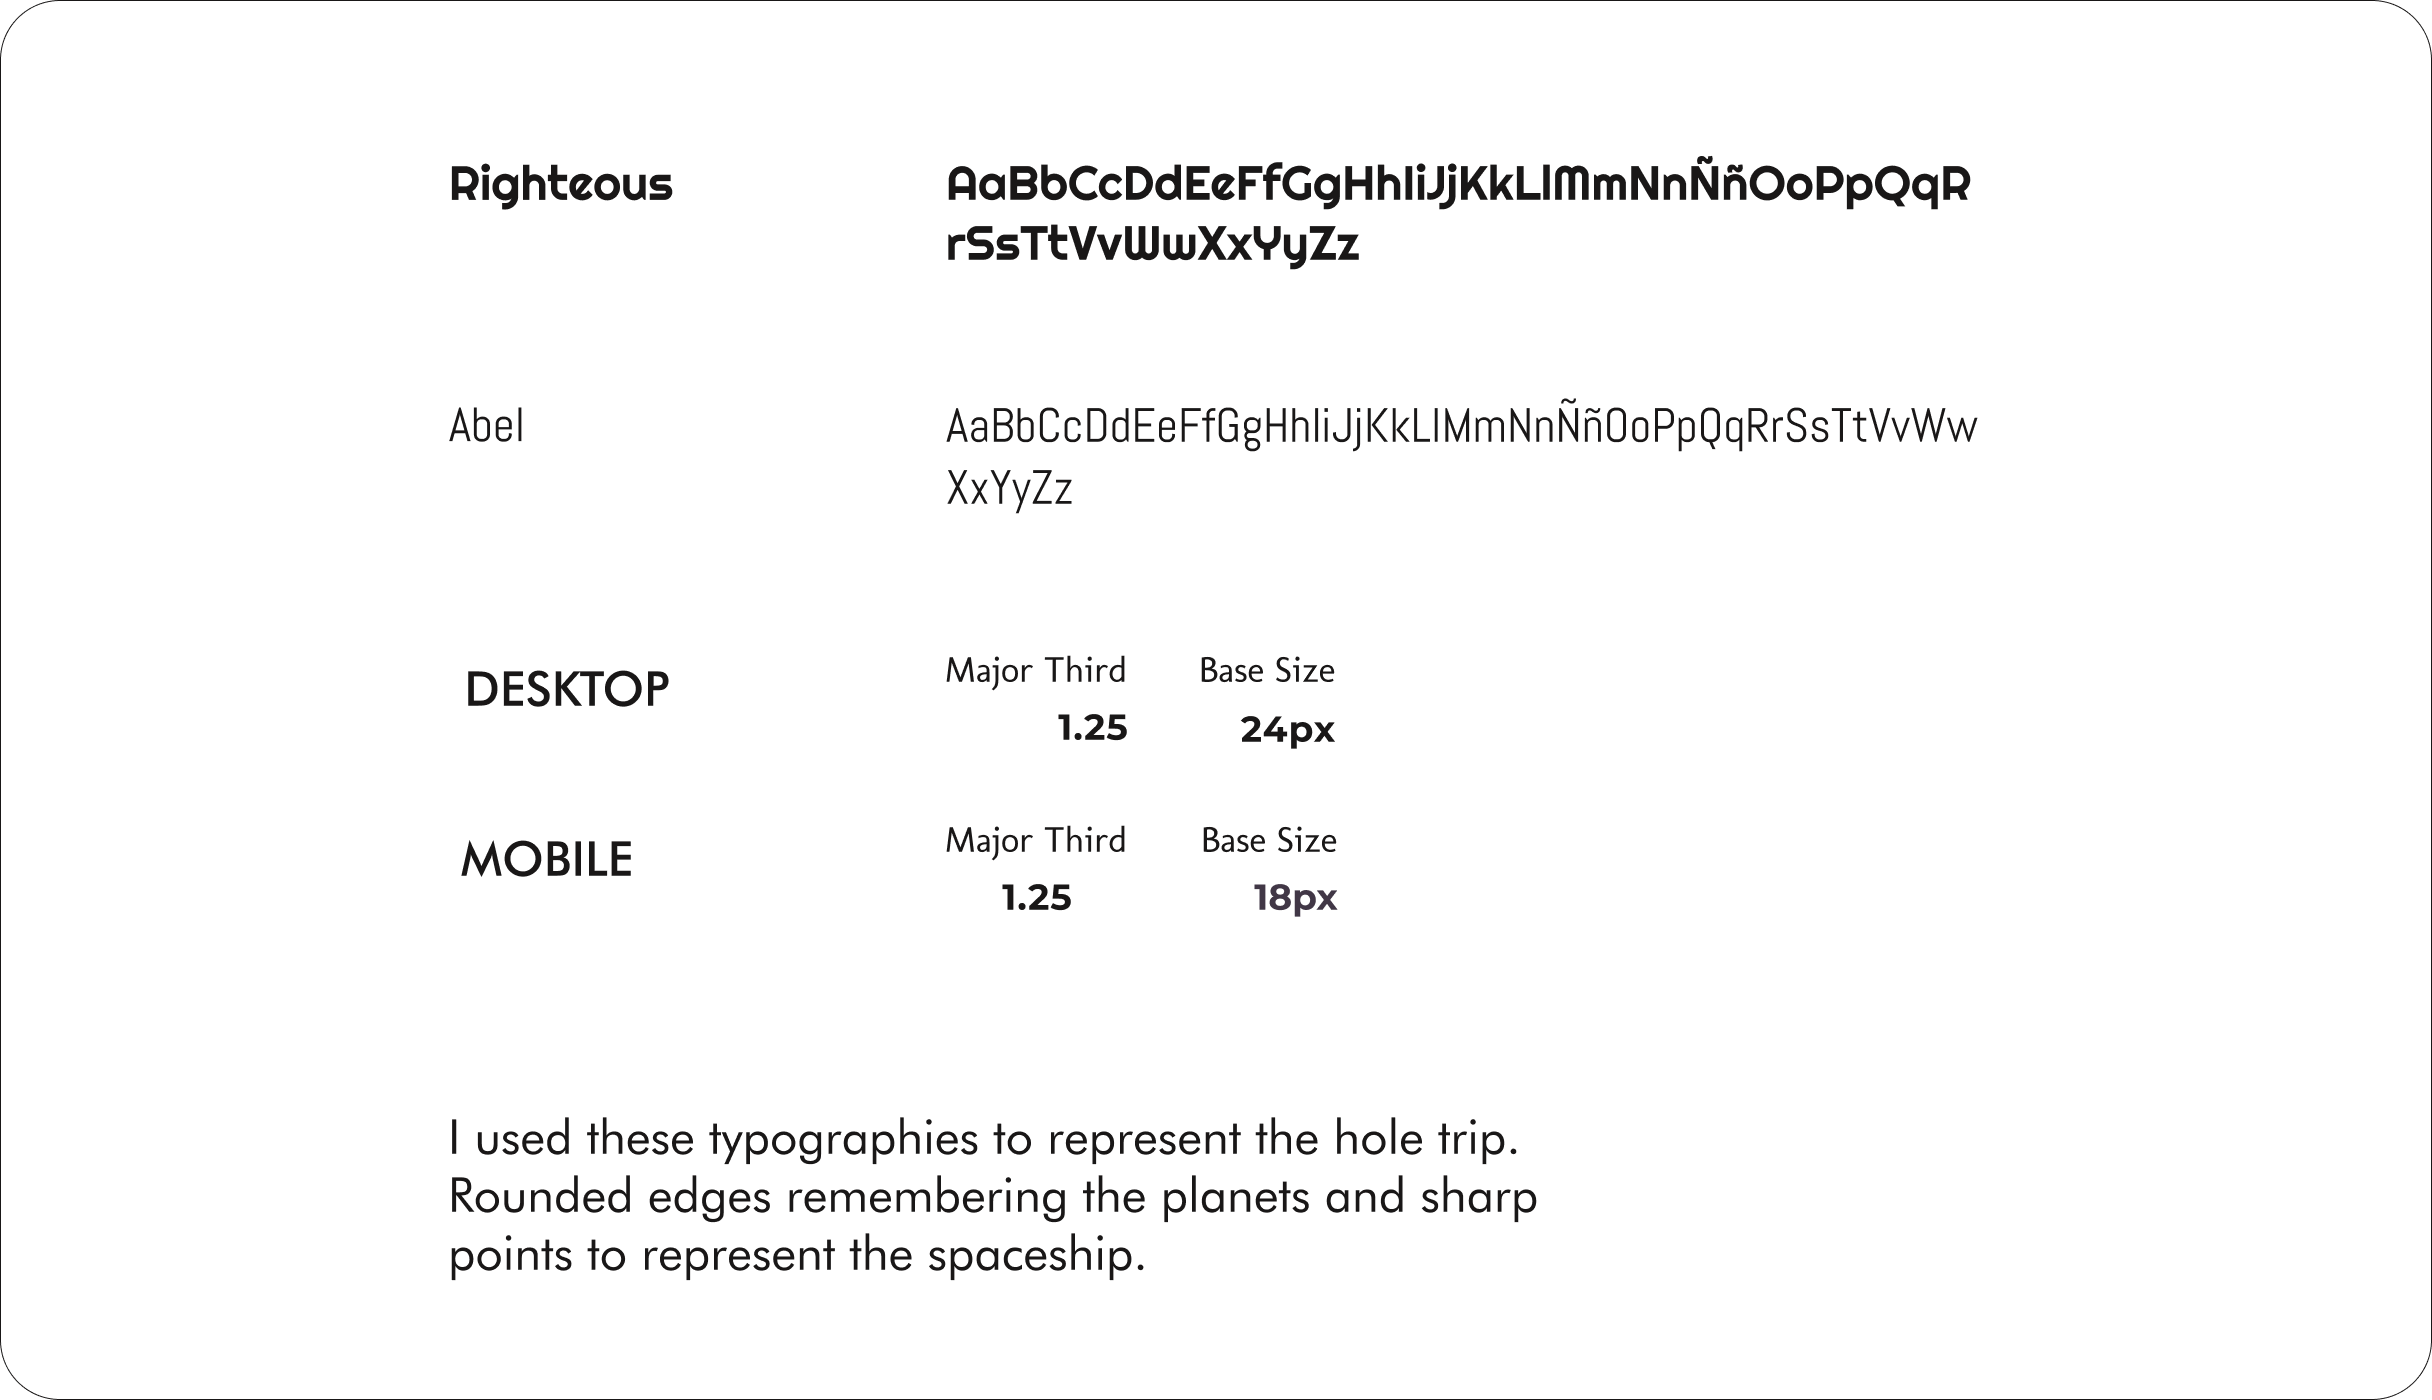 Righteous
AaBbCcDdEeFfGgHhIiJjKkLlMmNnÑñOoPpQqR
rSsTtVvWwXxYyZz
Abel
AaBbCcDdEeFfGgHhIiJjKkLlMmNnÑñOoPpQqRrSsTtVvWw
XxYyZz
DESKTOP
Major Third Base Size
1.25 24px
MOBILE
Major Third Base Size
1.25 18px
I used these typographies to represent the hole trip.
Rounded edges remembering the planets and sharp
points to represent the spaceship.